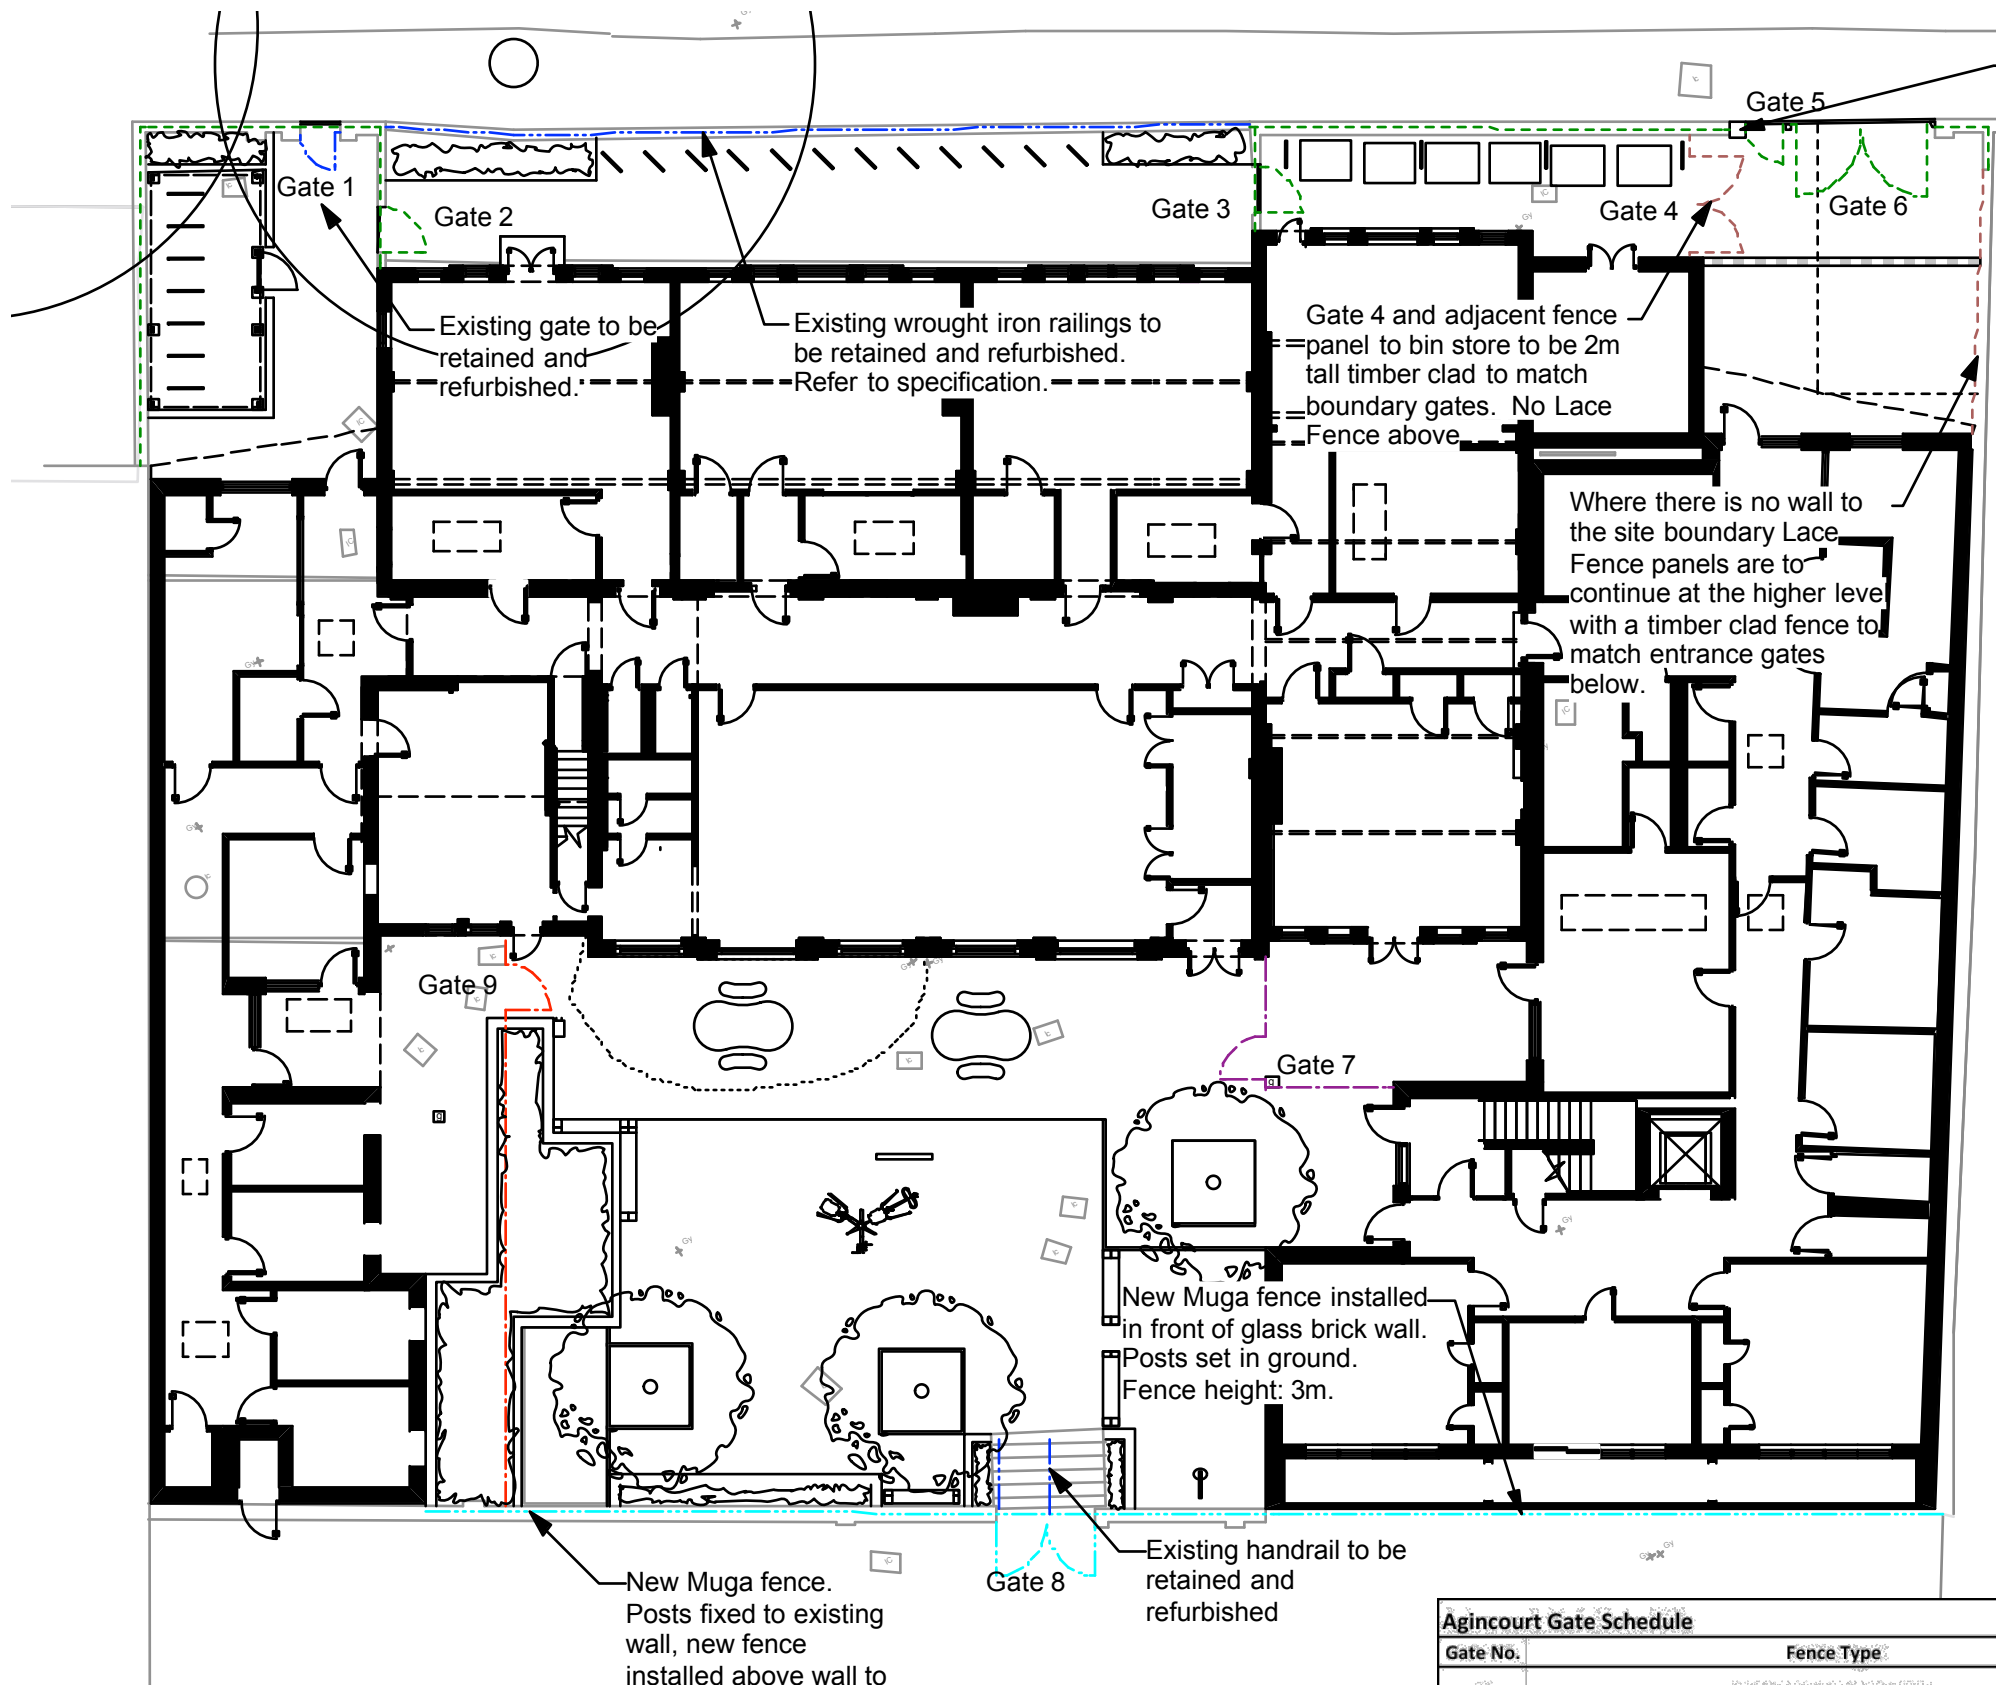 Gate 5
Gate 1
Gate 2
Gate 3
Gate 4
Gate 6
Existing gate to be
retained and
refurbished.
Existing wrought iron railings to
be retained and refurbished.
Refer to specification.
Gate 4 and adjacent fence
panel to bin store to be 2m
tall timber clad to match
boundary gates. No Lace
Fence above
Where there is no wall to
the site boundary Lace
Fence panels are to
continue at the higher level
with a timber clad fence to
match entrance gates
below.
Gate 9
Gate 7
New Muga fence installed
in front of glass brick wall.
Posts set in ground.
Fence height: 3m.
Existing handrail to be
retained and
refurbished
Gate 8
New Muga fence.
Posts fixed to existing
wall, new fence
installed above wall to
Agincourt Gate Schedule
Gate No. Fence Type